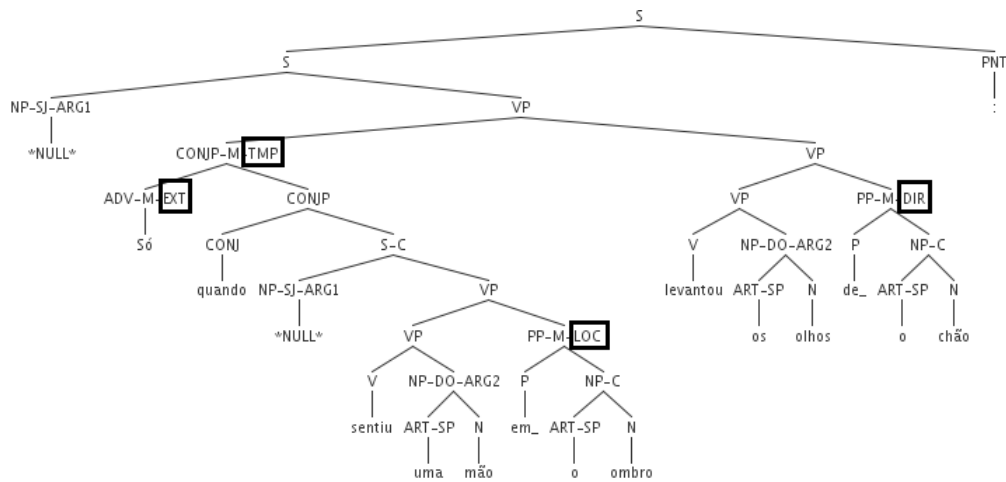 S
S PNT
NP-SJ-ARG1 VP :
*NULL* CONJP-M-TMP VP
ADV-M-EXT CONJP VP PP-M-DIR
Só CONJ S-C V NP-DO-ARG2 P NP-C
quando NP-SJ-ARG1 VP levantou ART-SP N de_ ART-SP N
*NULL* VP PP-M-LOC os olhos o chão
V NP-DO-ARG2 P NP-C
sentiu ART-SP N em_ ART-SP N
uma mão o ombro